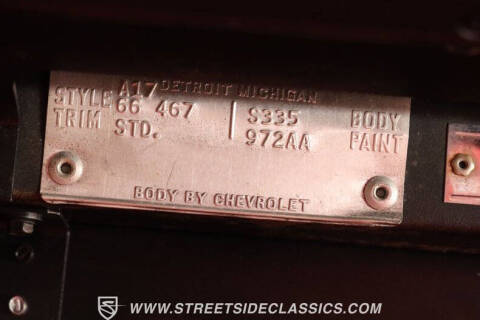 A17 DETROIT MICHIGAN
STYLE 66 467 S335 BODY
TRIM STD. 972AA PAINT
BODY BY CHEVROLET
WWW.STREETSIDECLASSICS.COM